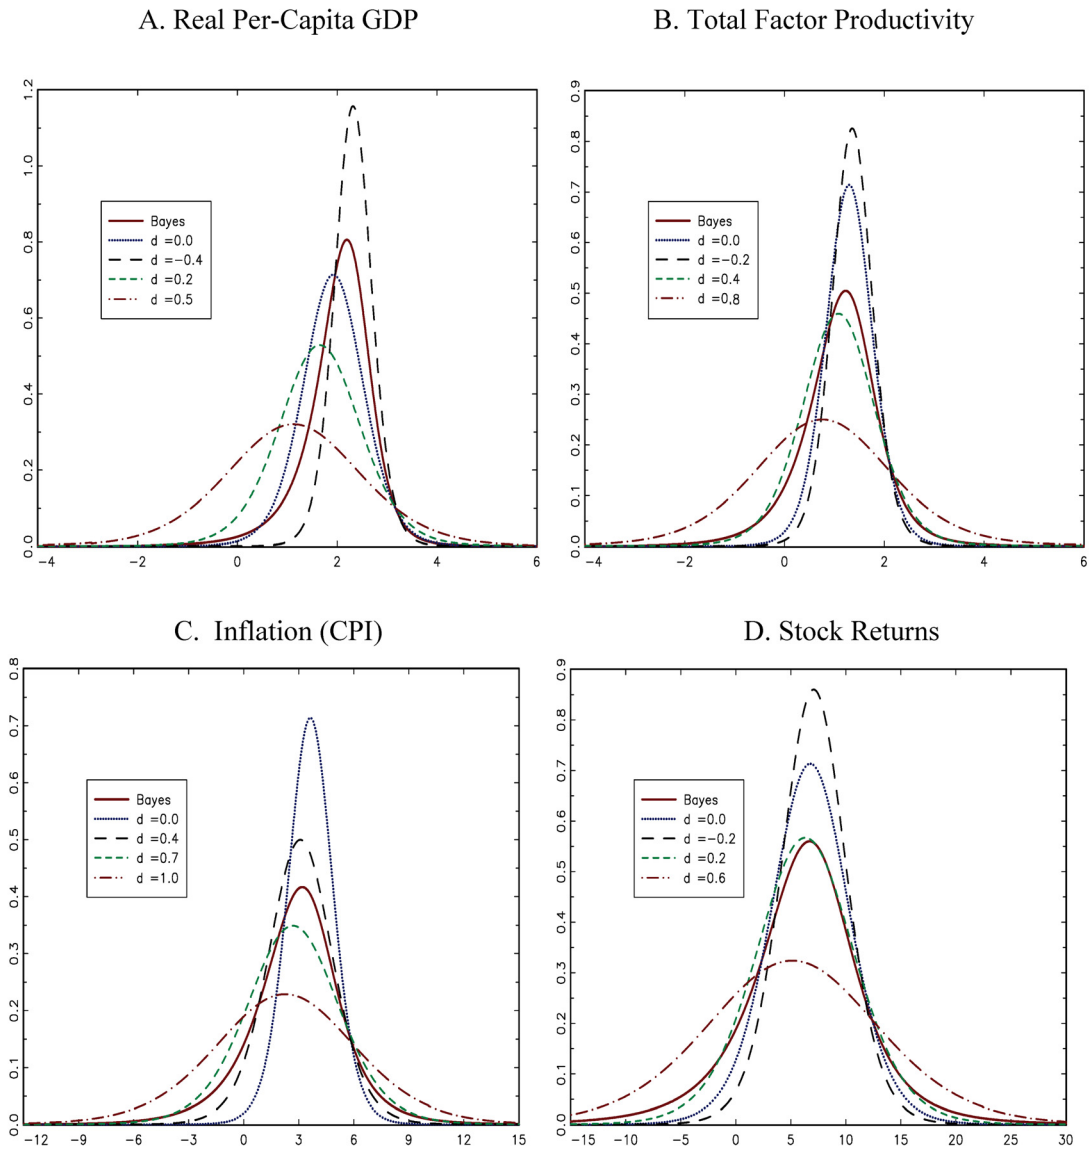 A. Real Per-Capita GDP
B. Total Factor Productivity
1.2
1.0
0.8
0.6
0.4
0.2
0.0
Bayes
d =0.0
d =−0.4
d =0.2
d =0.5
−4
−2
0
2
4
6
0.9
0.8
0.7
0.6
0.5
0.4
0.3
0.2
0.1
0.0
Bayes
d =0.0
d =−0.2
d =0.4
d =0.8
−4
−2
0
2
4
6
C. Inflation (CPI)
D. Stock Returns
0.8
0.7
0.6
0.5
0.4
0.3
0.2
0.1
0.0
Bayes
d =0.0
d =0.4
d =0.7
d =1.0
−12
−9
−6
−3
0
3
6
9
12
15
0.9
0.8
0.7
0.6
0.5
0.4
0.3
0.2
0.1
0.0
Bayes
d =0.0
d =−0.2
d =0.2
d =0.6
−15
−10
−5
0
5
10
15
20
25
30